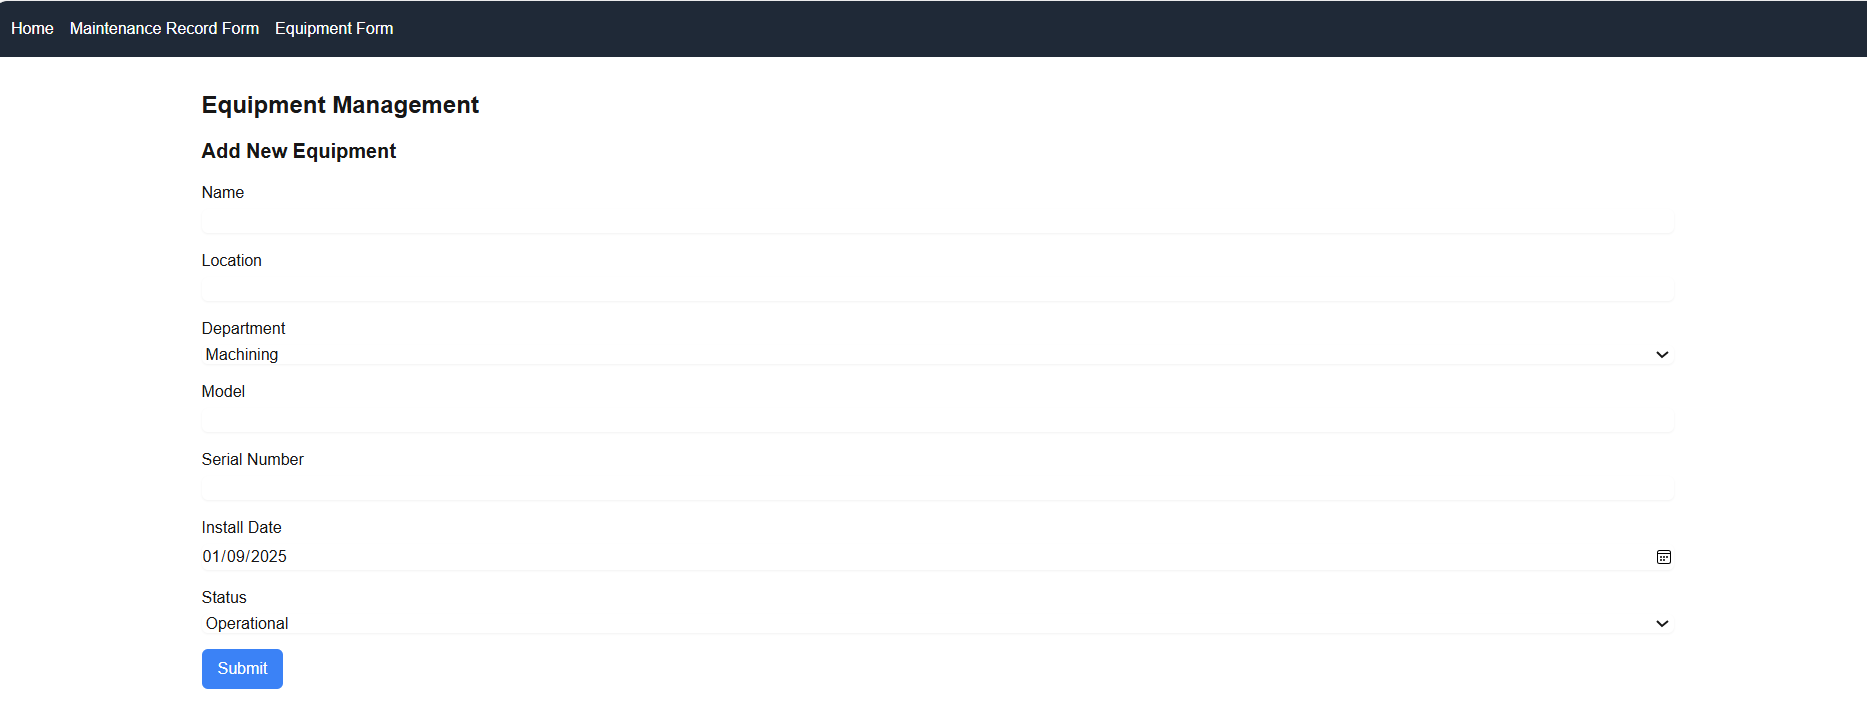 Home Maintenance Record Form Equipment Form
Equipment Management
Add New Equipment
Name
Location
Department
Machining
Model
Serial Number
Install Date
01/09/2025
Status
Operational
Submit